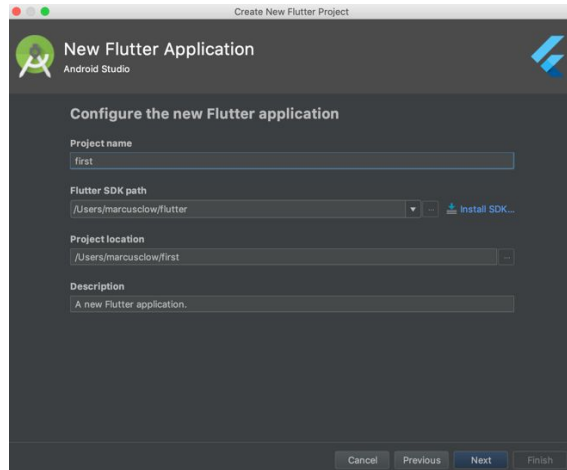 Create New Flutter Project
New Flutter Application
Android Studio
Configure the new Flutter application
Project name
first
Flutter SDK path
/Users/marcusclow/flutter
Install SDK...
Project location
/Users/marcusclow/first
Description
A new Flutter application.
Cancel Previous Next Finish